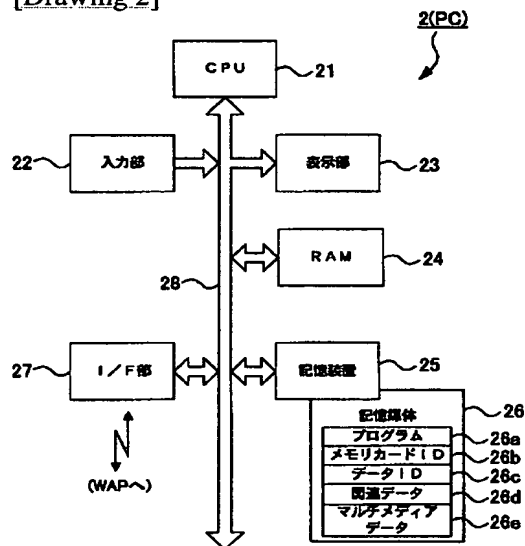 [Drawing 2]
2(PC)
CPU
21
22
入力部
表示部
23
RAM
24
28
27
I/F部
記憶装置
25
(WAPへ)
記憶媒体
26
プログラム
26a
メモリカードID
26b
データID
26c
関連データ
26d
マルチメディア
データ
26e